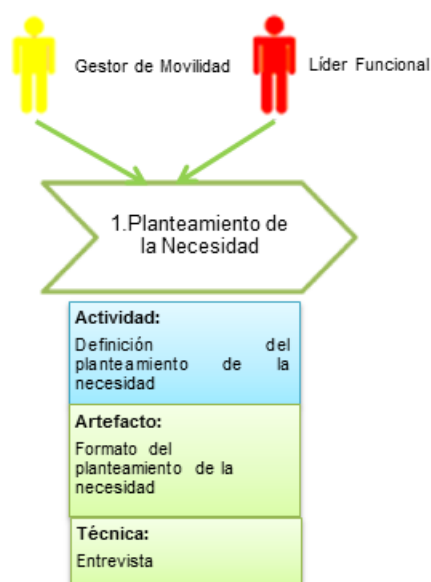 Gestor de Movilidad
Líder Funcional
1.Planteamiento de
la Necesidad
Actividad:
Definición del
planteamiento de la
necesidad
Artefacto:
Formato del
planteamiento de la
necesidad
Técnica:
Entrevista